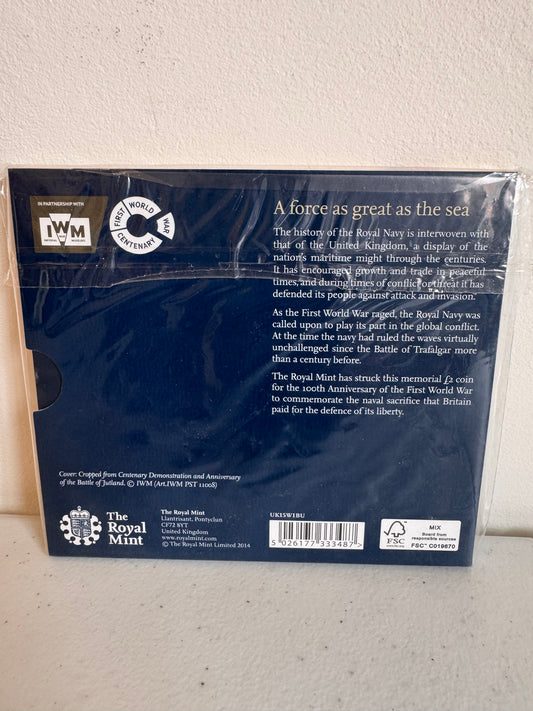 IN PARTNERSHIP WITH
IWM
FIRST WORLD WAR CENTENARY
A force as great as the sea
The history of the Royal Navy is interwoven with
that of the United Kingdom, a display of the
nation's maritime might through the centuries.
It has encouraged growth and trade in peaceful
times, and during times of conflict or threat it has
defended its people against attack and invasion.
As the First World War raged, the Royal Navy was
called upon to play its part in the global conflict.
At the time the navy had ruled the waves virtually
unchallenged since the Battle of Trafalgar more
than a century before.
The Royal Mint has struck this memorial £2 coin
for the 100th Anniversary of the First World War
to commemorate the naval sacrifice that Britain
paid for the defence of its liberty.
Cover: Cropped from Centenary Demonstration and Anniversary
of the Battle of Jutland. © IWM (Art.IWM PST 11008)
The
Royal
Mint
The Royal Mint
Llantrisant, Pontyclun
CF72 8YT
United Kingdom
www.royalmint.com
© The Royal Mint Limited 2014
UK15W1BU
5 026177 333487 >
FSC
www.fsc.org
MIX
Board from
responsible sources
FSC® C019670